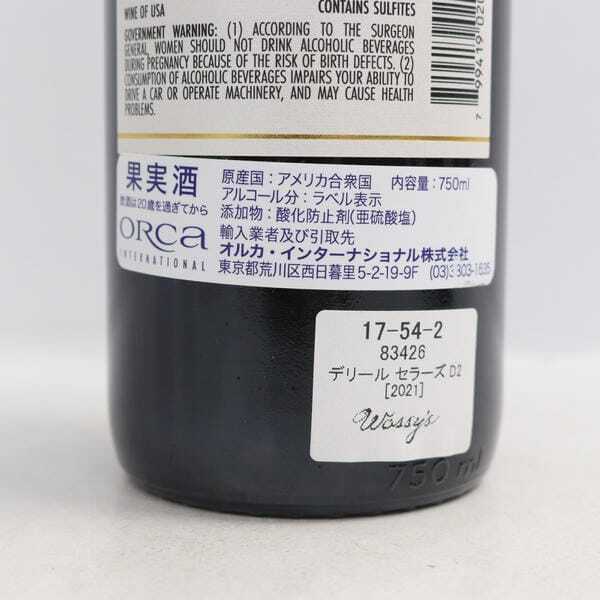 WINE OF USA
CONTAINS SULFITES
GOVERNMENT WARNING: (1) ACCORDING TO THE SURGEON
GENERAL, WOMEN SHOULD NOT DRINK ALCOHOLIC BEVERAGES
DURING PREGNANCY BECAUSE OF THE RISK OF BIRTH DEFECTS. (2)
CONSUMPTION OF ALCOHOLIC BEVERAGES IMPAIRS YOUR ABILITY TO
DRIVE A CAR OR OPERATE MACHINERY, AND MAY CAUSE HEALTH
PROBLEMS.
7 99419 020
果実酒
飲酒は20歳を過ぎてから
ORCA
INTERNATIONAL
原産国：アメリカ合衆国 内容量：750ml
アルコール分：ラベル表示
添加物：酸化防止剤(亜硫酸塩)
輸入業者及び引取先
オルカ・インターナショナル株式会社
東京都荒川区西日暮里5-2-19-9F (03)3803-1635
17-54-2
83426
デリール セラーズ D2
[2021]
Wassy's
750 ml